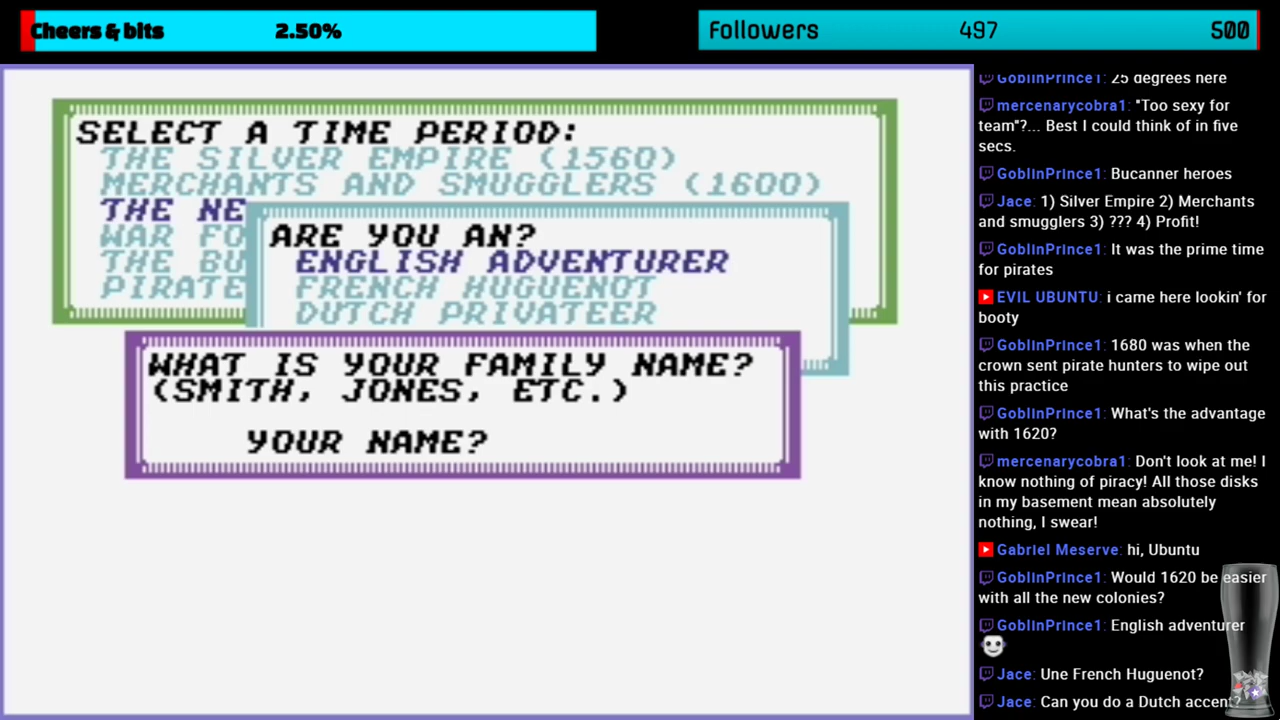 Cheers & bits 2.50%
Followers 497 500
SELECT A TIME PERIOD:
THE SILVER EMPIRE (1560)
MERCHANTS AND SMUGGLERS (1600)
THE NE
WAR FO
THE BU
PIRATE
ARE YOU AN?
ENGLISH ADVENTURER
FRENCH HUGUENOT
DUTCH PRIVATEER
WHAT IS YOUR FAMILY NAME?
(SMITH, JONES, ETC.)
YOUR NAME?
GoblinPrince1: 25 degrees here
mercenarycobra1: "Too sexy for
team"?... Best I could think of in five
secs.
GoblinPrince1: Bucanner heroes
Jace: 1) Silver Empire 2) Merchants
and smugglers 3) ??? 4) Profit!
GoblinPrince1: It was the prime time
for pirates
EVIL UBUNTU: i came here lookin' for
booty
GoblinPrince1: 1680 was when the
crown sent pirate hunters to wipe out
this practice
GoblinPrince1: What's the advantage
with 1620?
mercenarycobra1: Don't look at me! I
know nothing of piracy! All those disks
in my basement mean absolutely
nothing, I swear!
Gabriel Meserve: hi, Ubuntu
GoblinPrince1: Would 1620 be easier
with all the new colonies?
GoblinPrince1: English adventurer
Jace: Une French Huguenot?
Jace: Can you do a Dutch accent?